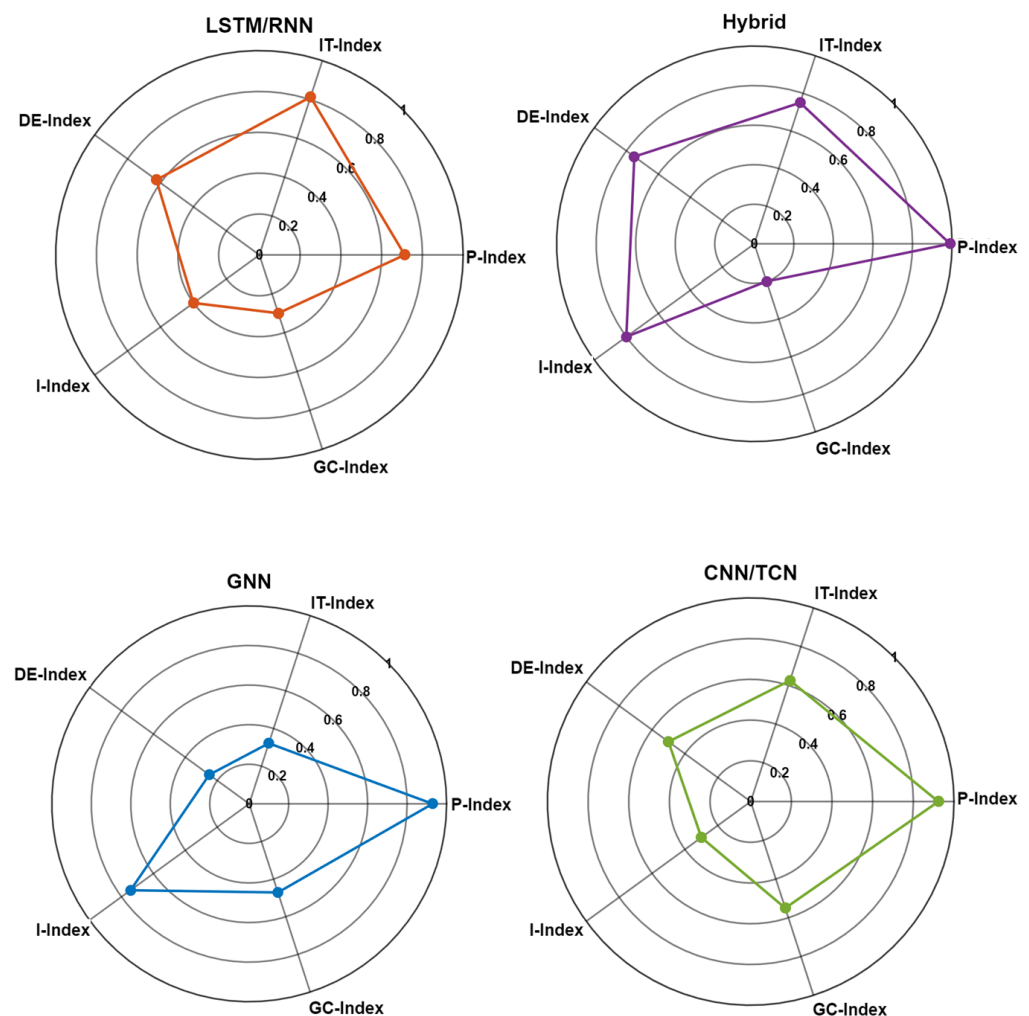 LSTM/RNN
IT-Index
DE-Index
1
0.8
0.6
0.4
0.2
0
P-Index
I-Index
GC-Index
Hybrid
IT-Index
DE-Index
1
0.8
0.6
0.4
0.2
0
P-Index
I-Index
GC-Index
GNN
IT-Index
DE-Index
1
0.8
0.6
0.4
0.2
0
P-Index
I-Index
GC-Index
CNN/TCN
IT-Index
DE-Index
1
0.8
0.6
0.4
0.2
0
P-Index
I-Index
GC-Index